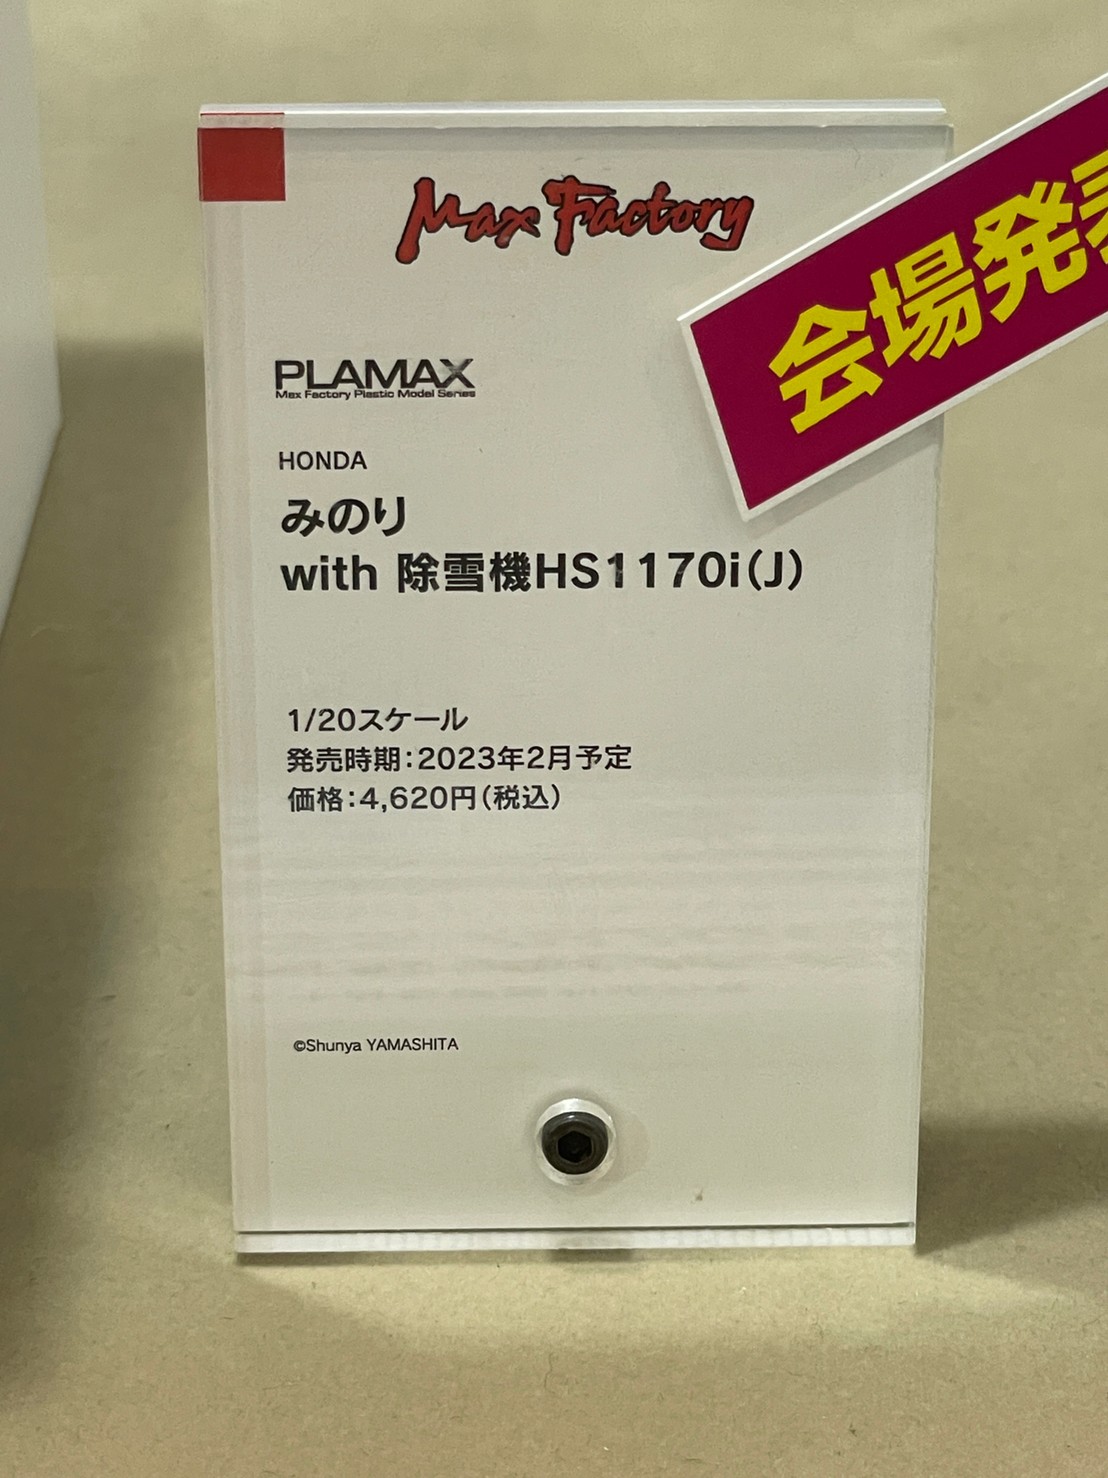 Max Factory
会場発表
PLAMAX
Max Factory Plastic Model Series
HONDA
みのり
with 除雪機HS1170i(J)
1/20スケール
発売時期：2023年2月予定
価格：4,620円(税込)
©Shunya YAMASHITA